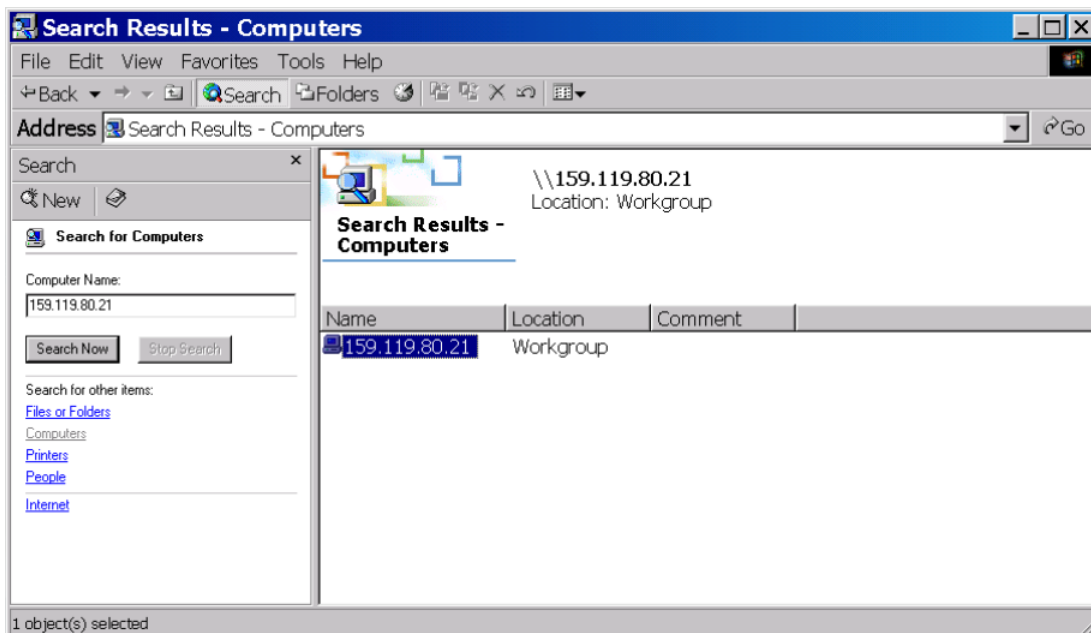 Search Results - Computers
File Edit View Favorites Tools Help
Back Search Folders
Address Search Results - Computers Go
Search
New
Search for Computers
Computer Name:
159.119.80.21
Search Now Stop Search
Search for other items:
Files or Folders
Computers
Printers
People
Internet
Search Results -
Computers
\\159.119.80.21
Location: Workgroup
Name Location Comment
159.119.80.21 Workgroup
1 object(s) selected